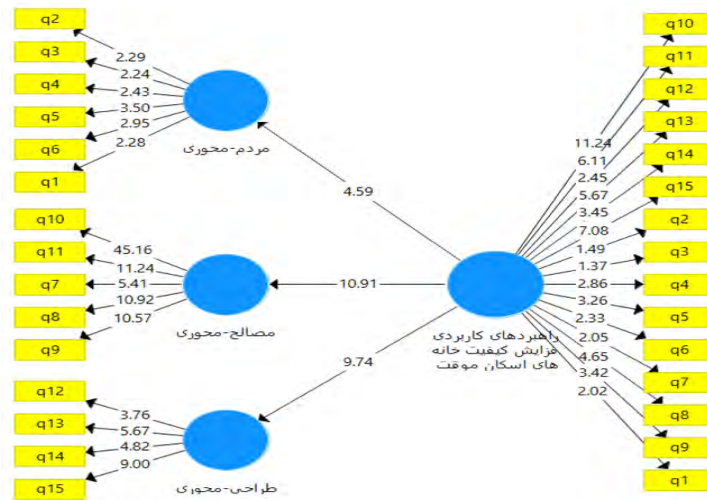 q2
q3
q4
q5
q6
q1
2.29
2.24
2.43
3.50
2.95
2.28
مردم-محوری
q10
q11
q7
q8
q9
45.16
11.24
5.41
10.92
10.57
مصالح-محوری
q12
q13
q14
q15
3.76
5.67
4.82
9.00
طراحی-محوری
4.59
10.91
9.74
راهبردهای کاربردی
فزایش کیفیت خانه
های اسکان موقت
11.24
6.11
2.45
5.67
3.45
7.08
1.49
1.37
2.86
3.26
2.33
2.05
4.65
3.42
2.02
q10
q11
q12
q13
q14
q15
q2
q3
q4
q5
q6
q7
q8
q9
q1